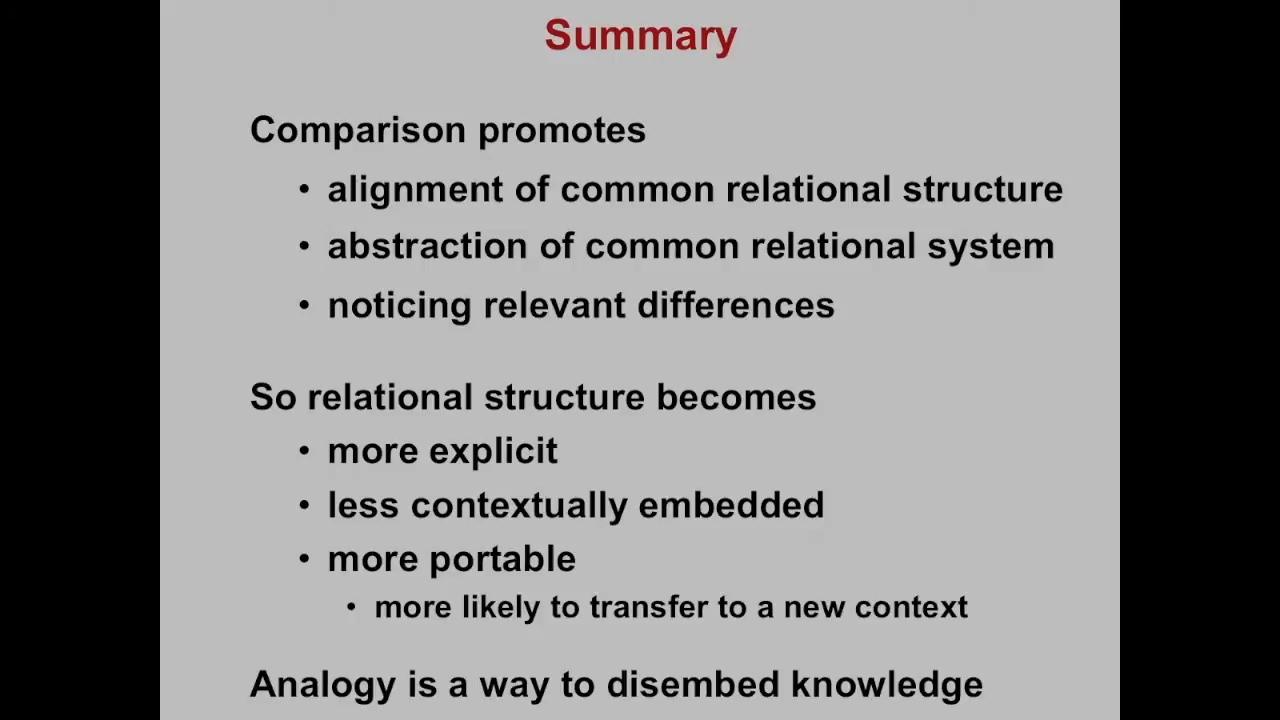 Summary
Comparison promotes
• alignment of common relational structure
• abstraction of common relational system
• noticing relevant differences
So relational structure becomes
• more explicit
• less contextually embedded
• more portable
• more likely to transfer to a new context
Analogy is a way to disembed knowledge